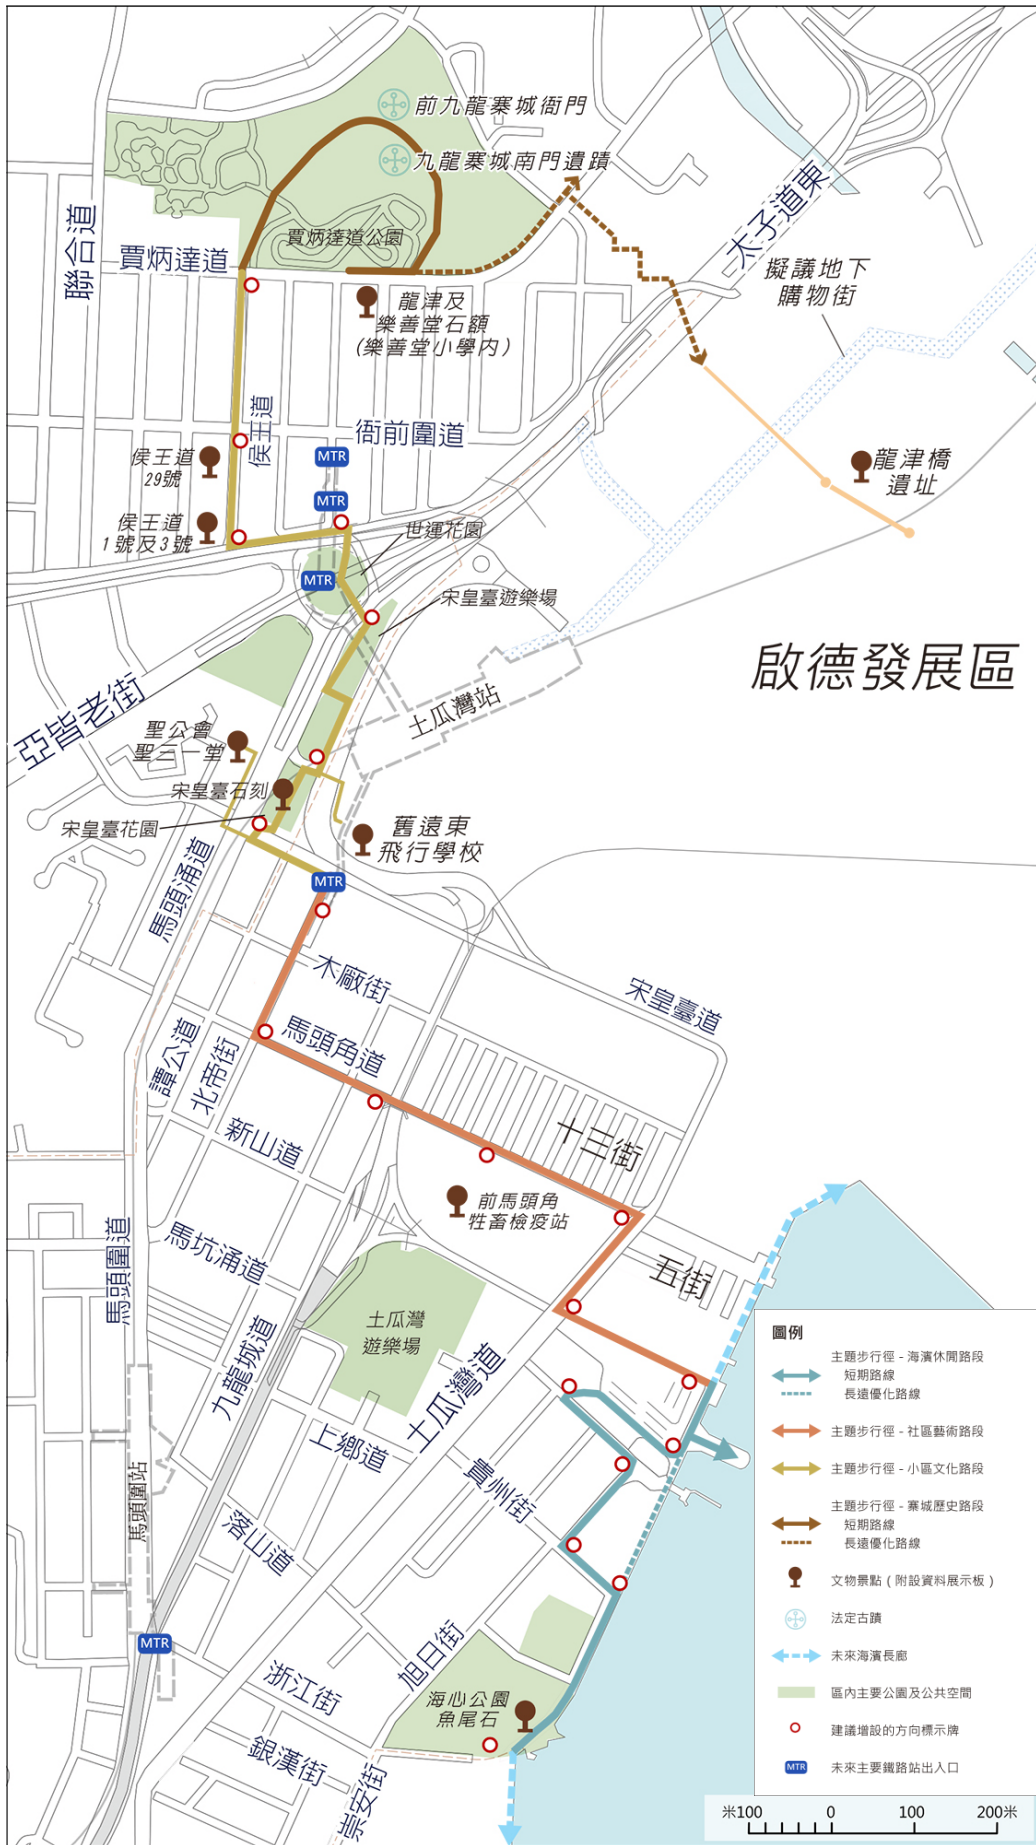 前九龍寨城衙門
九龍寨城南門遺蹟
聯合道
賈炳達道
賈炳達道公園
太子道東
擬議地下
購物街
龍津及
樂善堂石額
(樂善堂小學內)
侯王道
衙前圍道
MTR
侯王道
29號
MTR
龍津橋
遺址
侯王道
1號及3號
世運花園
MTR
宋皇臺遊樂場
啟德發展區
亞皆老街
土瓜灣站
聖公會
聖三一堂
宋皇臺石刻
宋皇臺花園
舊遠東
飛行學校
MTR
馬頭涌道
木廠街
宋皇臺道
馬頭角道
譚公道
北帝街
新山道
十三街
前馬頭角
牲畜檢疫站
馬坑涌道
馬頭圍道
五街
土瓜灣
遊樂場
九龍城道
土瓜灣道
上鄉道
貴州街
馬頭圍站
落山道
MTR
旭日街
浙江街
海心公園
魚尾石
銀漢街
崇安街
圖例
主題步行徑 - 海濱休閒路段
短期路線
長遠優化路線
主題步行徑 - 社區藝術路段
主題步行徑 - 小區文化路段
主題步行徑 - 寨城歷史路段
短期路線
長遠優化路線
文物景點 ( 附設資料展示板 )
法定古蹟
未來海濱長廊
區內主要公園及公共空間
建議增設的方向標示牌
MTR 未來主要鐵路站出入口
米100 0 100 200米